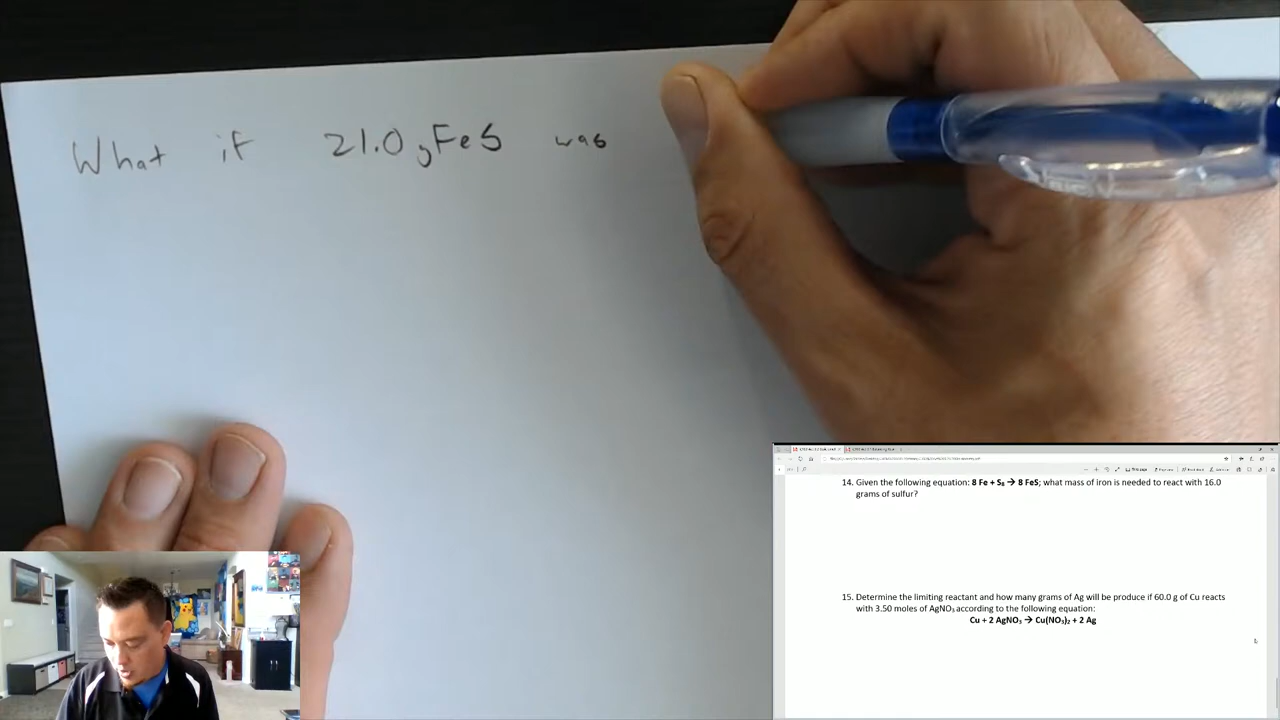 What if 21.0 g FeS was
14. Given the following equation: 8 Fe + S₈ → 8 FeS; what mass of iron is needed to react with 16.0
grams of sulfur?
15. Determine the limiting reactant and how many grams of Ag will be produce if 60.0 g of Cu reacts
with 3.50 moles of AgNO₃ according to the following equation:
Cu + 2 AgNO₃ → Cu(NO₃)₂ + 2 Ag